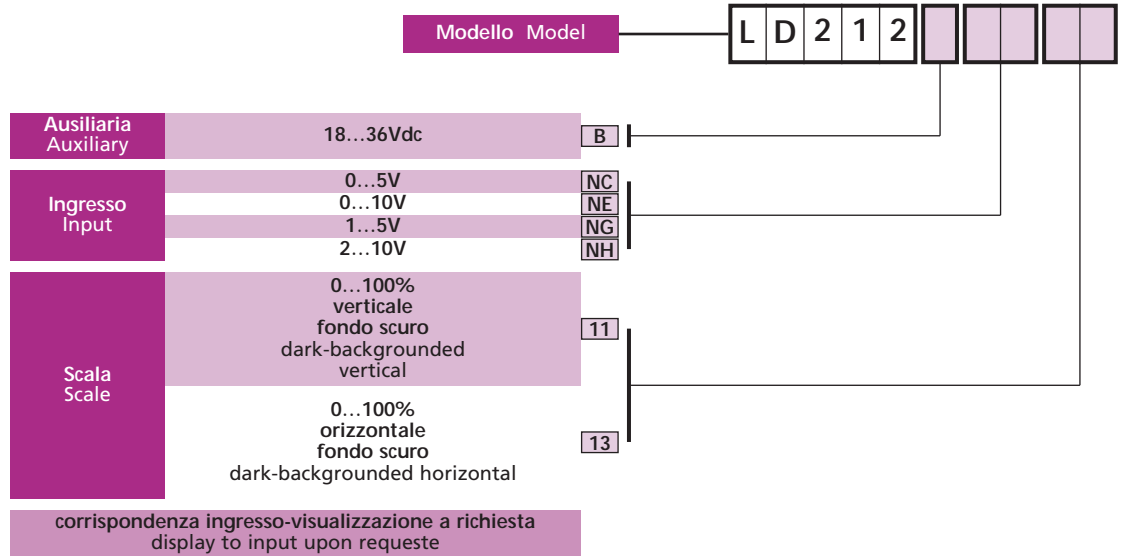 Modello Model
L D 2 1 2
Ausiliaria
Auxiliary
18...36Vdc
B
Ingresso
Input
0...5V
NC
0...10V
NE
1...5V
NG
2...10V
NH
Scala
Scale
0...100%
verticale
fondo scuro
dark-backgrounded
vertical
11
0...100%
orizzontale
fondo scuro
dark-backgrounded horizontal
13
corrispondenza ingresso-visualizzazione a richiesta
display to input upon requeste